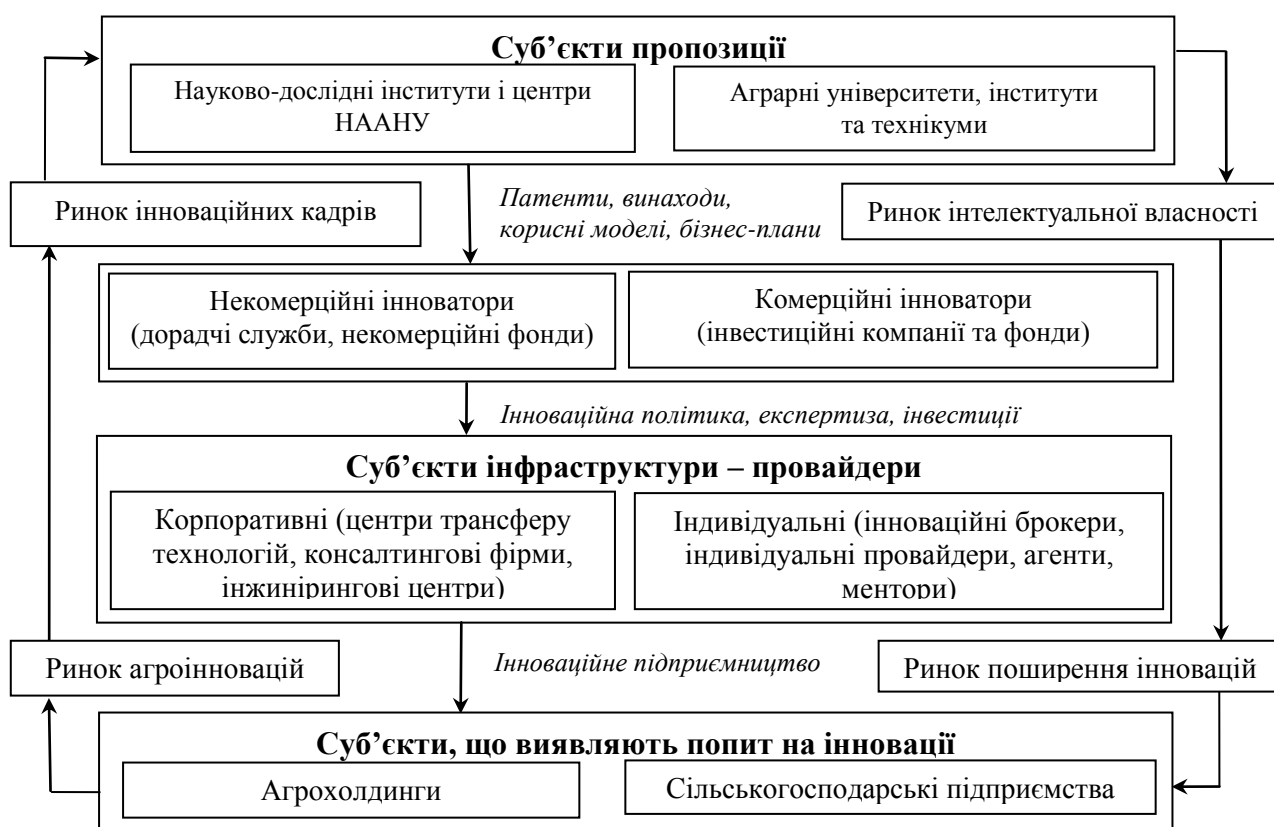 Суб’єкти пропозиції
Науково-дослідні інститути і центри
НААНУ
Аграрні університети, інститути
та технікуми
Ринок інноваційних кадрів
Патенти, винаходи,
корисні моделі, бізнес-плани
Ринок інтелектуальної власності
Некомерційні інноватори
(дорадчі служби, некомерційні фонди)
Комерційні інноватори
(інвестиційні компанії та фонди)
Інноваційна політика, експертиза, інвестиції
Суб’єкти інфраструктури – провайдери
Корпоративні (центри трансферу
технологій, консалтингові фірми,
інжинірингові центри)
Індивідуальні (інноваційні брокери,
індивідуальні провайдери, агенти,
ментори)
Ринок агроінновацій
Інноваційне підприємництво
Ринок поширення інновацій
Суб’єкти, що виявляють попит на інновації
Агрохолдинги
Сільськогосподарські підприємства